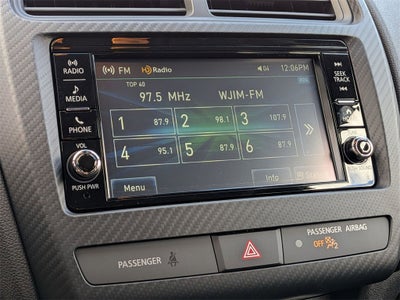 RADIO
MEDIA
PHONE
VOL
PUSH PWR
FM HD Radio 04 12:06PM
TOP 40
97.5 MHz WJIM-FM
1 87.9 2 98.1 3 107.9
4 95.1 5 87.9 6 87.9
Menu Info
SEEK
TRACK
PASSENGER
PASSENGER AIRBAG
OFF 2